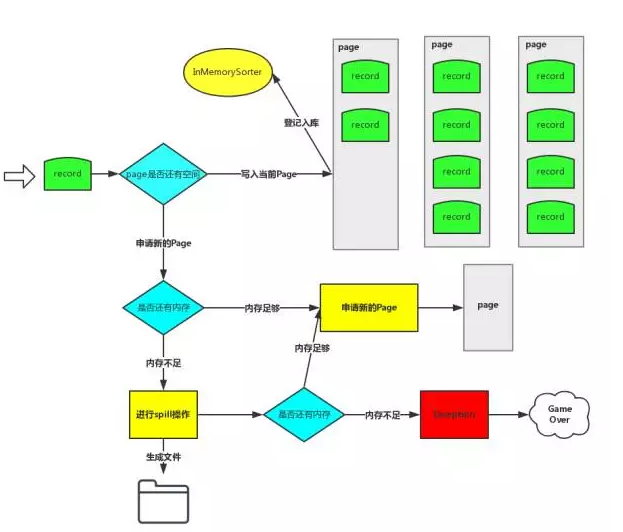 page
page
page
record
record
record
InMemorySorter
登记入库
record
record
record
record
page是否还有空间
写入当前Page
record
record
record
record
申请新的Page
是否还有内存
内存足够
申请新的Page
page
内存足够
内存不足
进行spill操作
是否还有内存
内存不足
Game
Over
生成文件